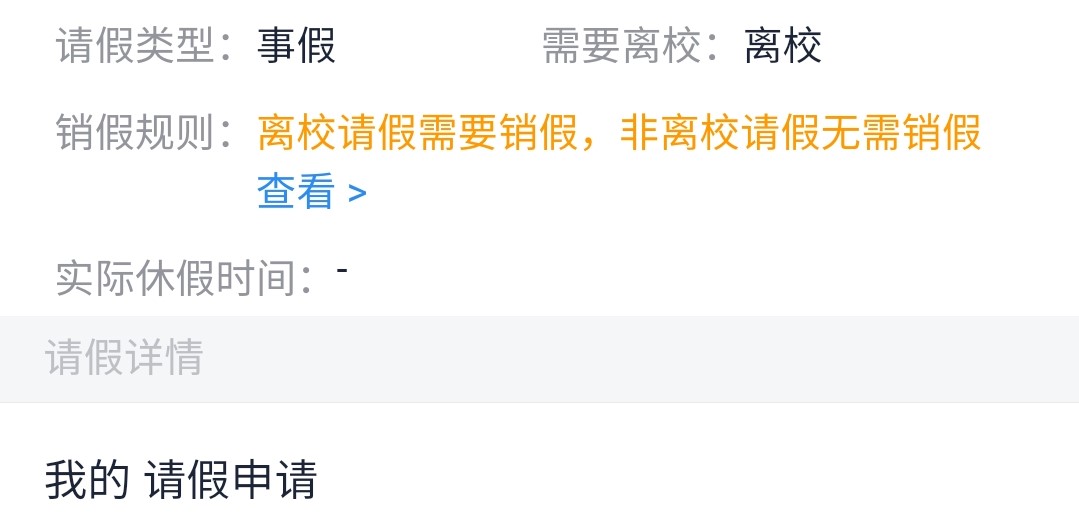 请假类型：事假 需要离校：离校
销假规则：离校请假需要销假，非离校请假无需销假
查看 >
实际休假时间：-
请假详情
我的 请假申请